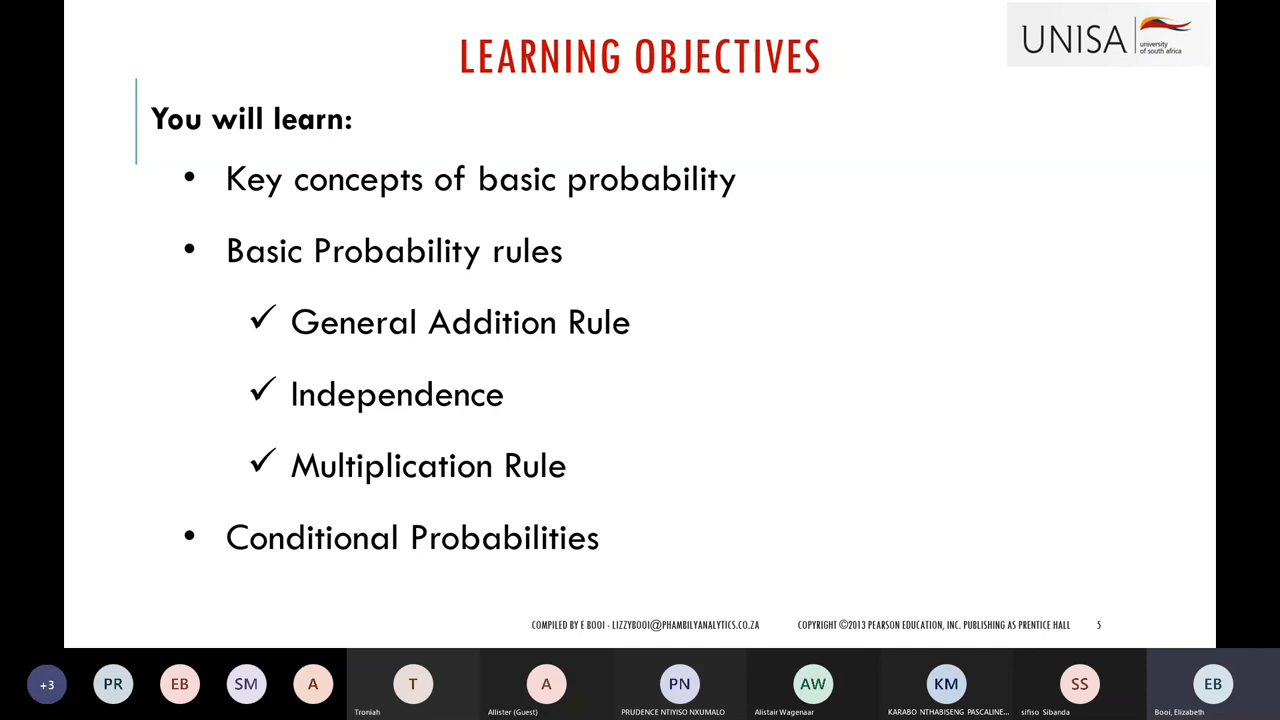 LEARNING OBJECTIVES
UNISA
university
of south africa
You will learn:
• Key concepts of basic probability
• Basic Probability rules
✓ General Addition Rule
✓ Independence
✓ Multiplication Rule
• Conditional Probabilities
COMPILED BY E BOOI - LIZZYBOOI@PHAMBILYANALYTICS.CO.ZA COPYRIGHT ©2013 PEARSON EDUCATION, INC. PUBLISHING AS PRENTICE HALL 5
+3 PR EB SM A T A PN AW KM SS EB
Troniah Allister (Guest) PRUDENCE NTIYISO NXUMALO Alistair Wagenaar KARABO NTHABISENG PASCALINE... sifiso Sibanda Booi, Elizabeth